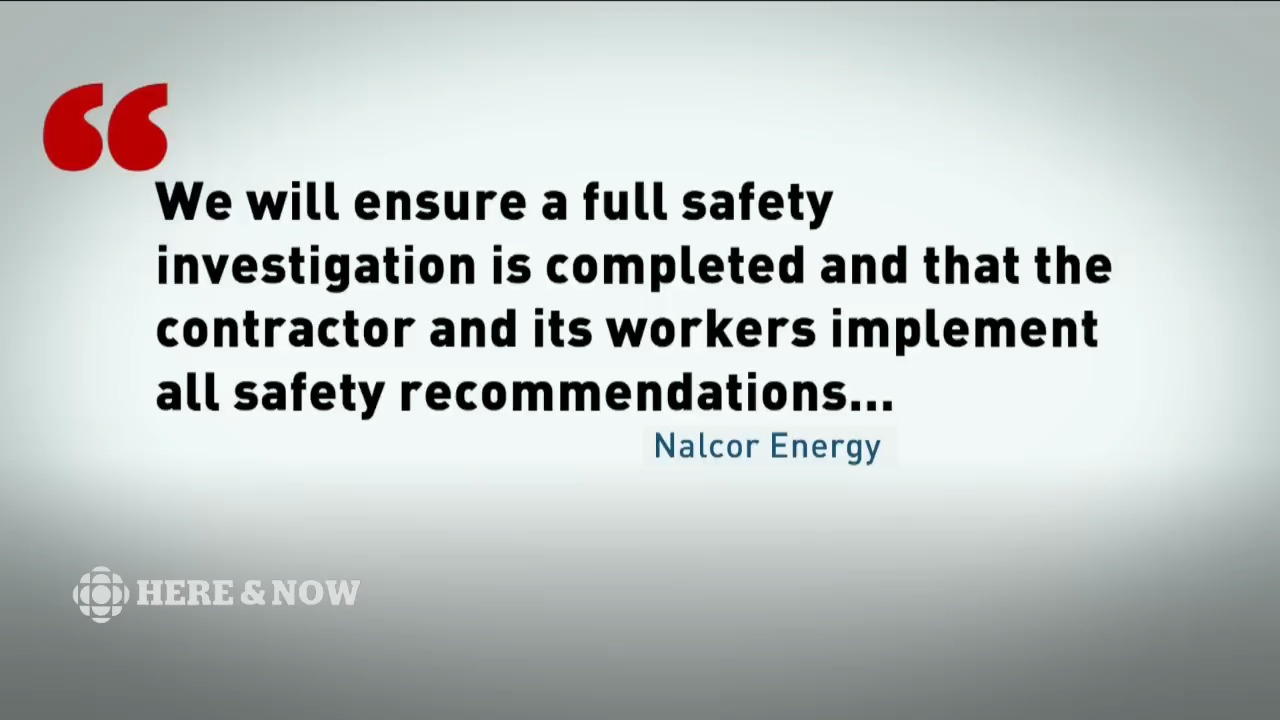 We will ensure a full safety
investigation is completed and that the
contractor and its workers implement
all safety recommendations...
Nalcor Energy
HERE & NOW